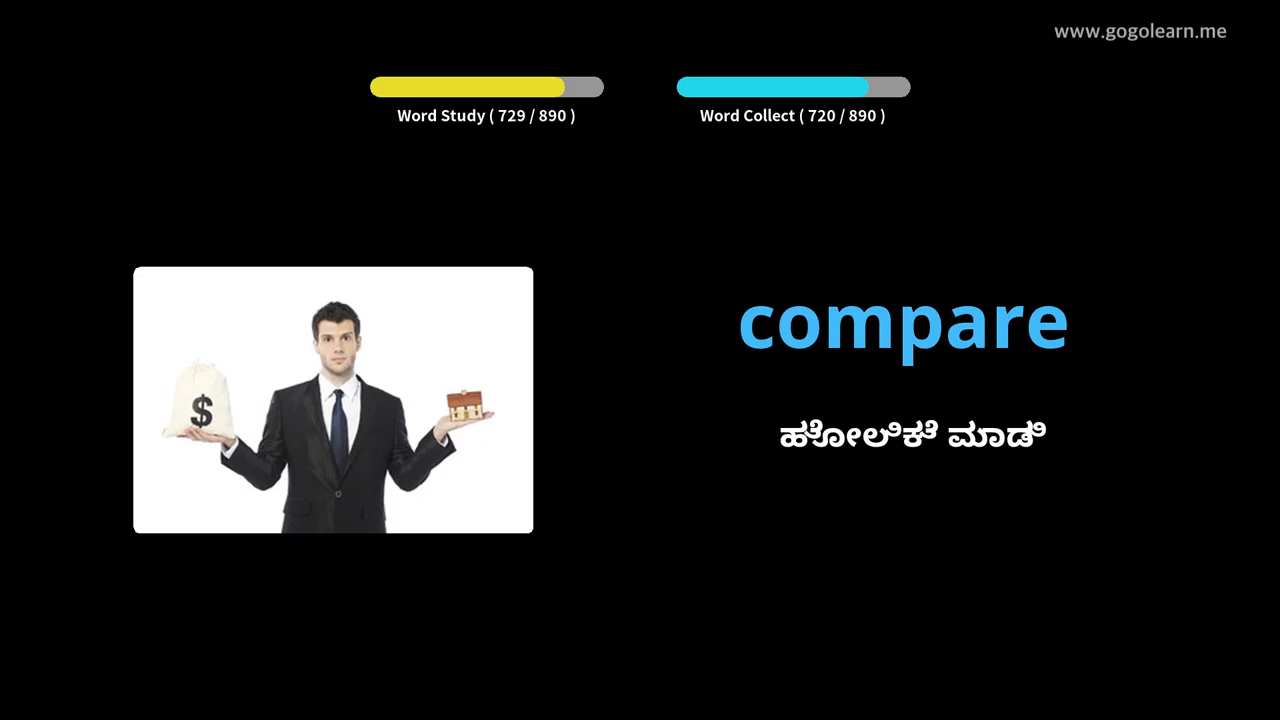 www.gogolearn.me
Word Study ( 729 / 890 )
Word Collect ( 720 / 890 )
compare
ಹೋಲಿಕೆ ಮಾಡಿ
$